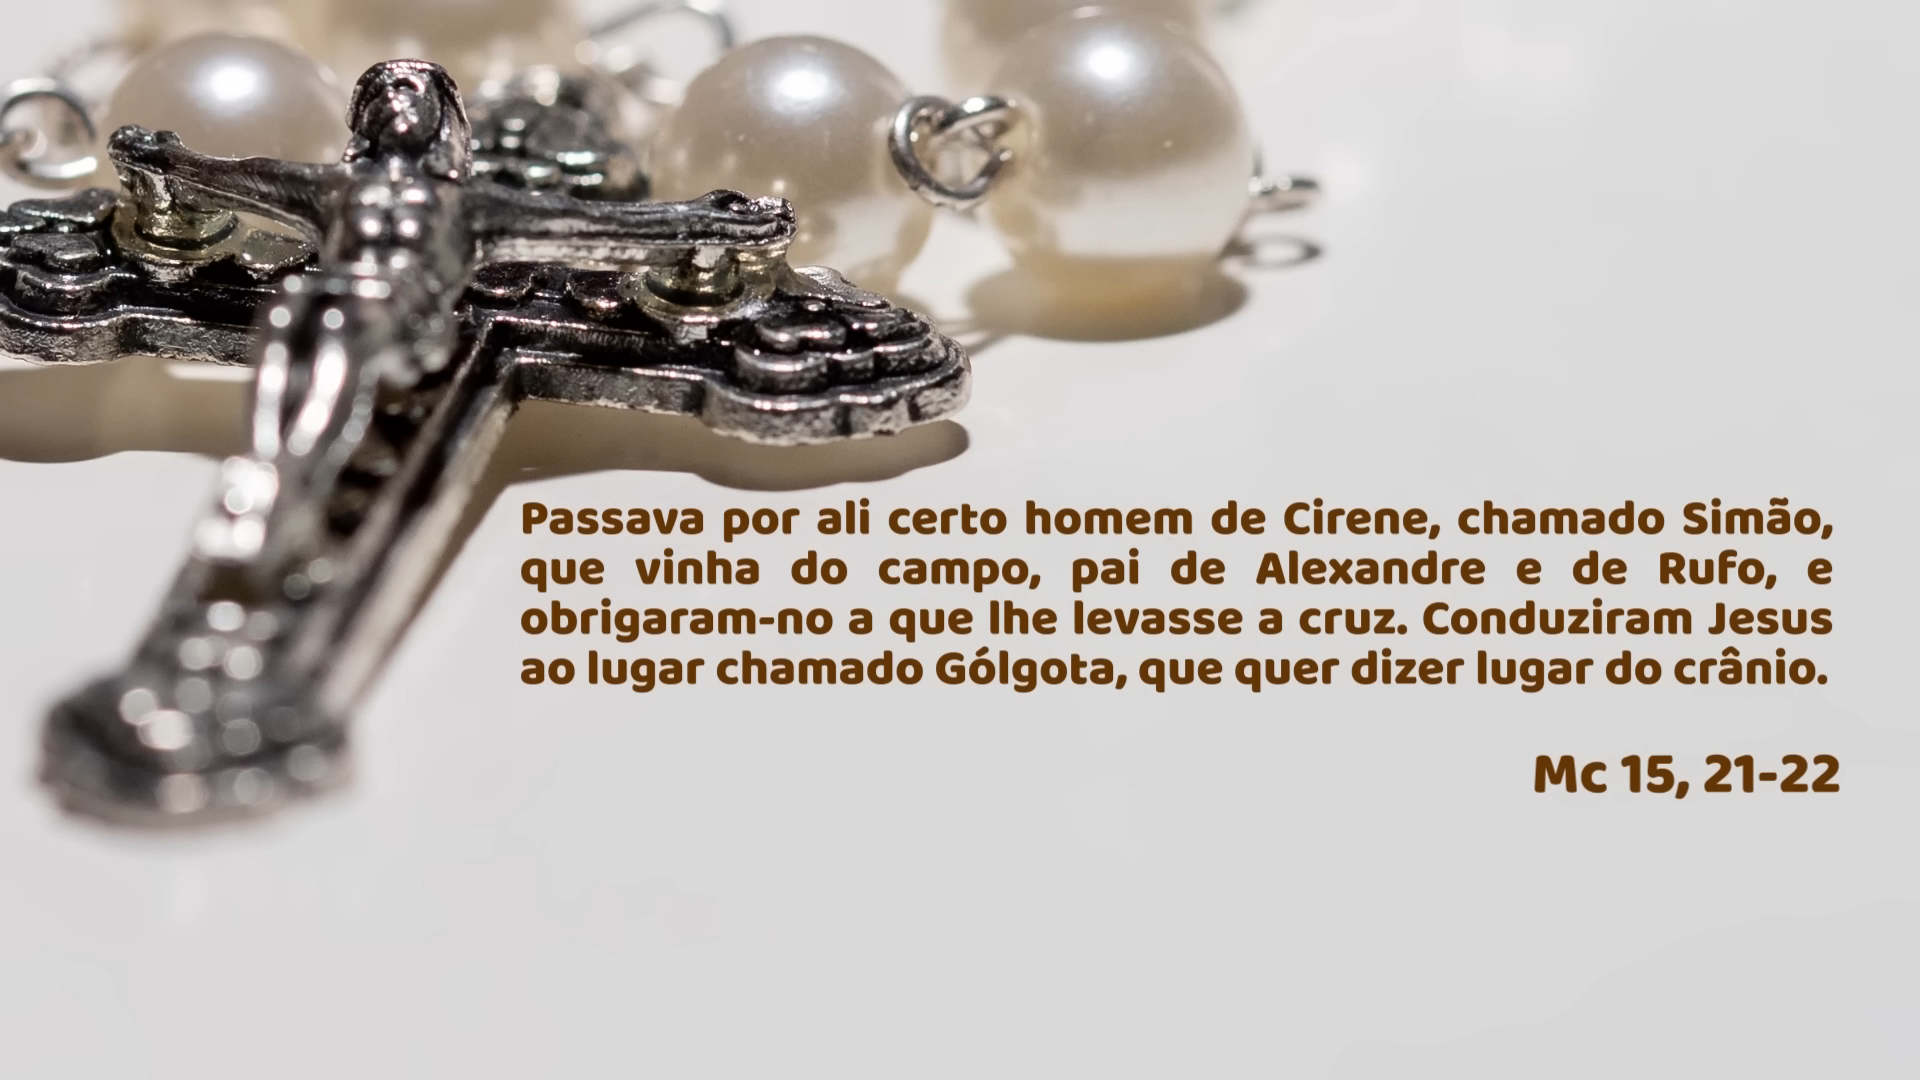 Passava por ali certo homem de Cirene, chamado Simão,
que vinha do campo, pai de Alexandre e de Rufo, e
obrigaram-no a que lhe levasse a cruz. Conduziram Jesus
ao lugar chamado Gólgota, que quer dizer lugar do crânio.
Mc 15, 21-22